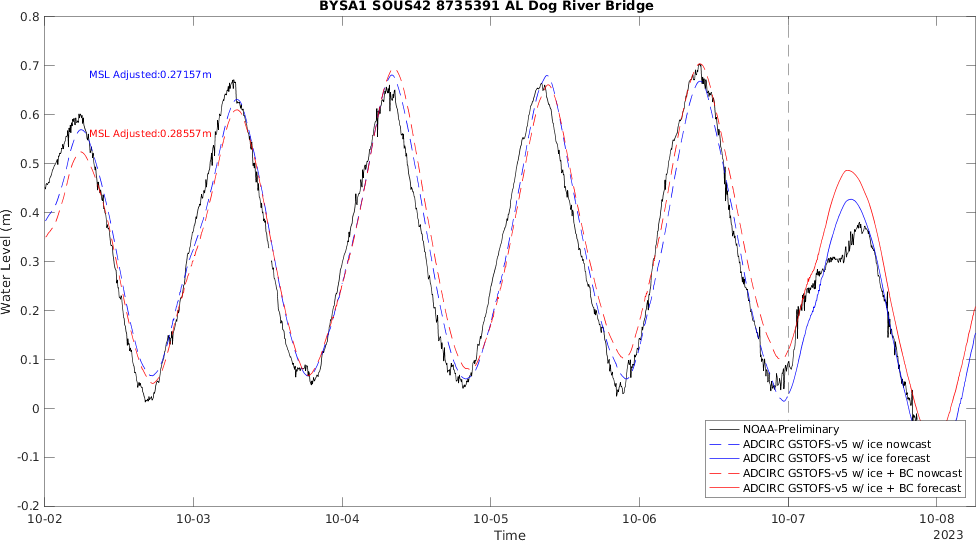 BYSA1 SOUS42 8735391 AL Dog River Bridge
0.8
0.7
0.6
0.5
0.4
0.3
0.2
0.1
0
-0.1
-0.2
Water Level (m)
MSL Adjusted:0.27157m
MSL Adjusted:0.28557m
NOAA-Preliminary
ADCIRC GSTOFS-v5 w/ ice nowcast
ADCIRC GSTOFS-v5 w/ ice forecast
ADCIRC GSTOFS-v5 w/ ice + BC nowcast
ADCIRC GSTOFS-v5 w/ ice + BC forecast
10-02 10-03 10-04 10-05 10-06 10-07 10-08
Time
2023